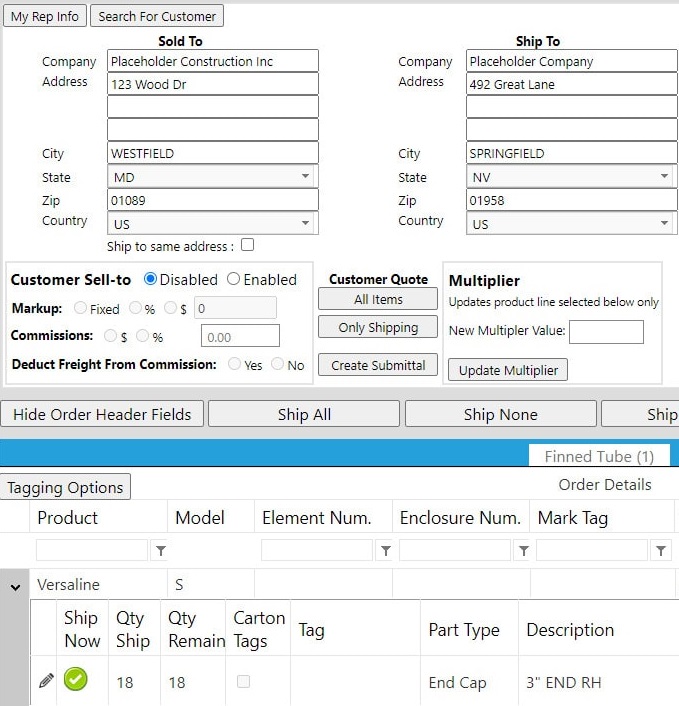 My Rep Info Search For Customer
Sold To Ship To
Company Placeholder Construction Inc Company Placeholder Company
Address 123 Wood Dr Address 492 Great Lane
City WESTFIELD City SPRINGFIELD
State MD State NV
Zip 01089 Zip 01958
Country US Country US
Ship to same address :
Customer Sell-to Disabled Enabled Customer Quote Multiplier
Markup: Fixed % $ 0 All Items Updates product line selected below only
Commissions: $ % 0.00 Only Shipping New Multipler Value:
Deduct Freight From Commission: Yes No Create Submittal Update Multiplier
Hide Order Header Fields Ship All Ship None Ship
Finned Tube (1)
Tagging Options Order Details
Product Model Element Num. Enclosure Num. Mark Tag
Versaline S
Ship Now Qty Ship Qty Remain Carton Tags Tag Part Type Description
18 18 End Cap 3" END RH